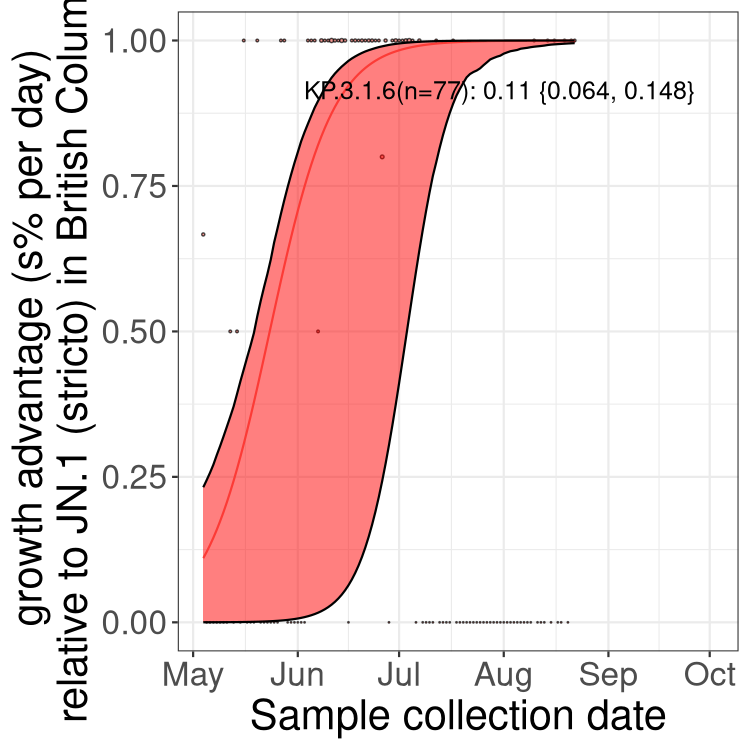 growth advantage (s% per day)
relative to JN.1 (stricto) in British Colum
1.00
0.75
0.50
0.25
0.00
KP.3.1.6(n=77): 0.11 {0.064, 0.148}
May Jun Jul Aug Sep Oct
Sample collection date